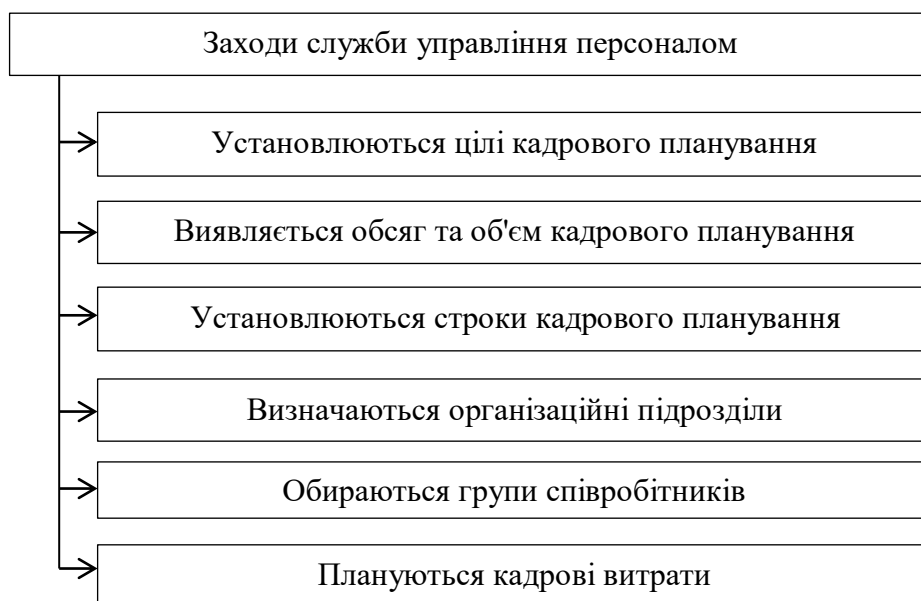 Заходи служби управління персоналом
Установлюються цілі кадрового планування
Виявляється обсяг та об'єм кадрового планування
Установлюються строки кадрового планування
Визначаються організаційні підрозділи
Обираються групи співробітників
Плануються кадрові витрати